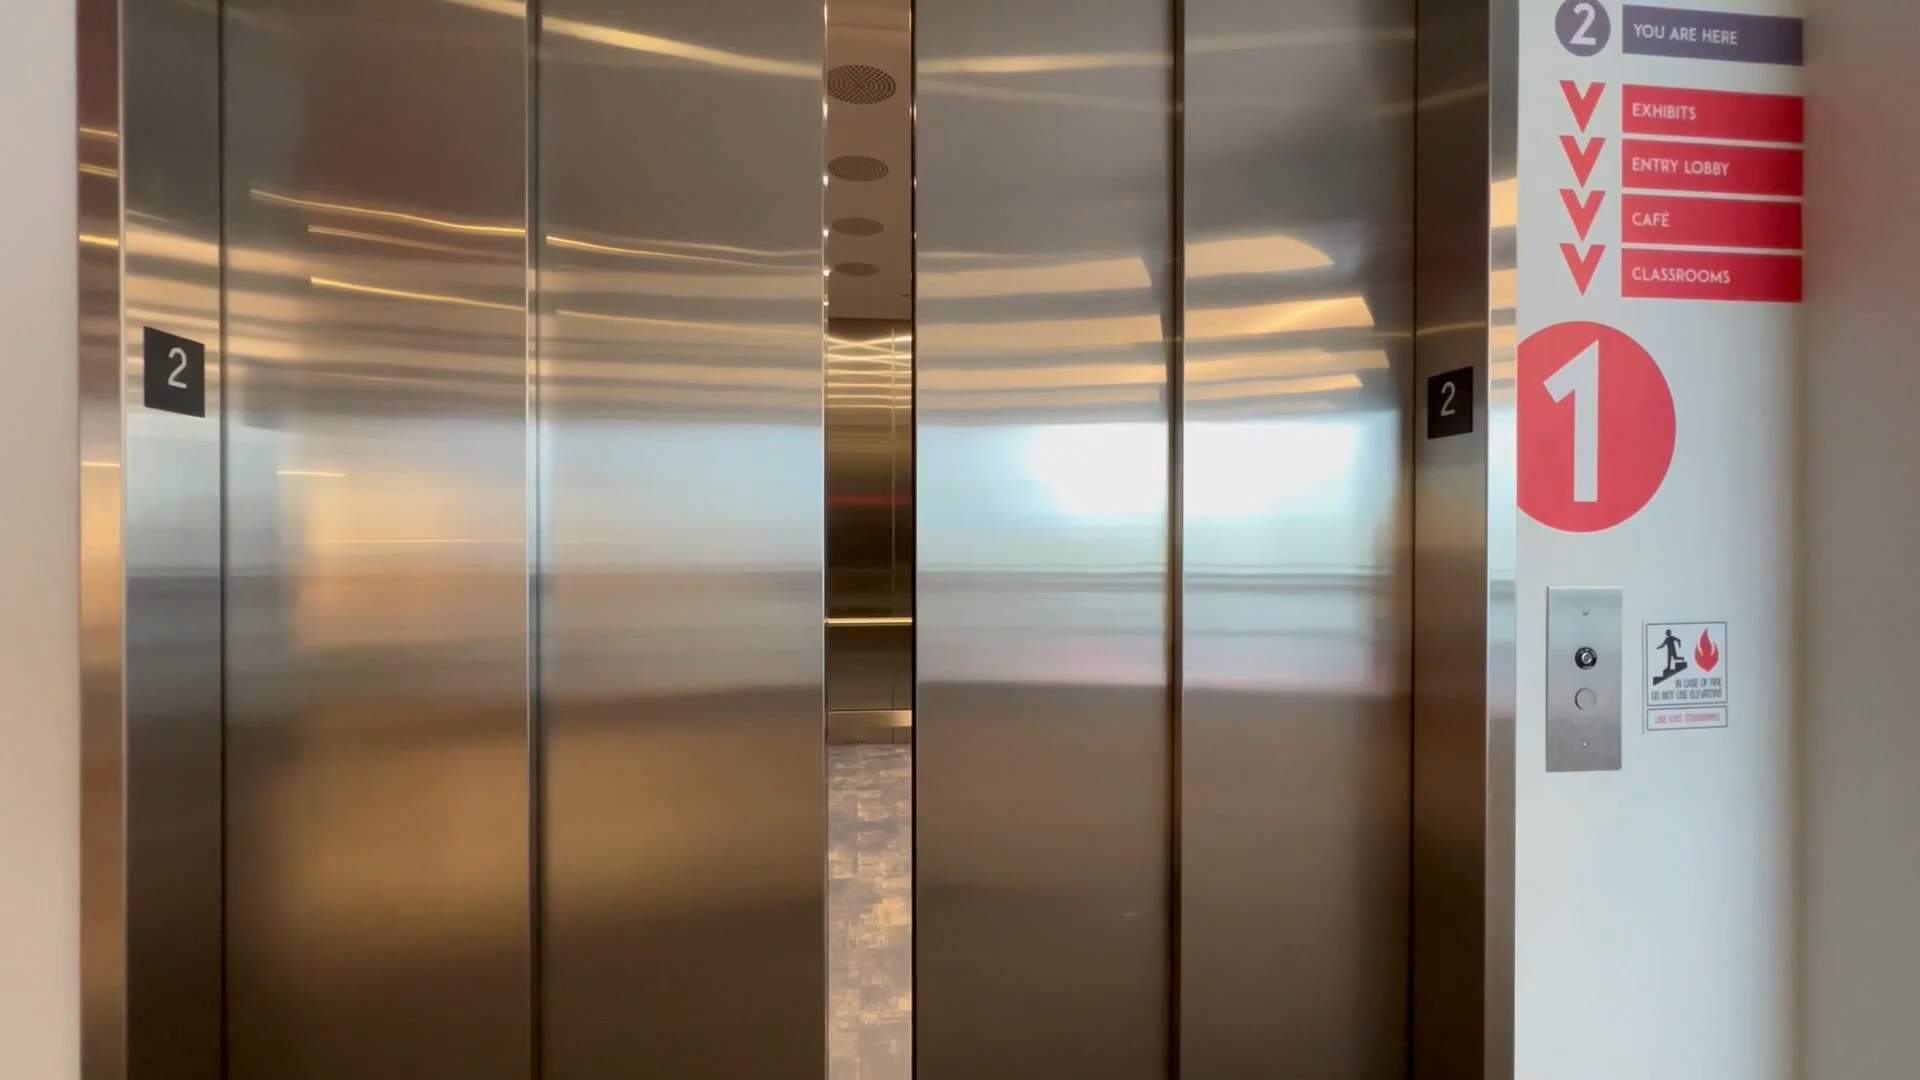 2
YOU ARE HERE
EXHIBITS
ENTRY LOBBY
CAFÉ
CLASSROOMS
1
2
2
IN CASE OF FIRE
DO NOT USE ELEVATORS